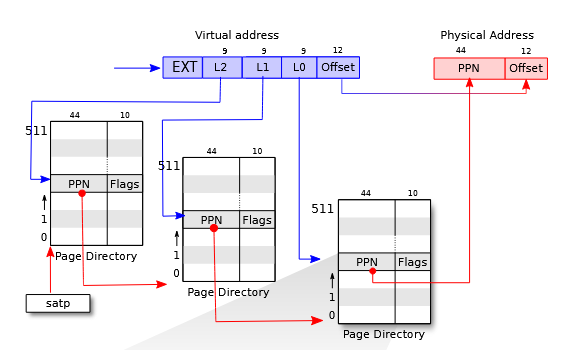 Virtual address
Physical Address
9 9 9 12
44 12
EXT L2 L1 L0 Offset
PPN Offset
44 10
511
PPN Flags
1
0
Page Directory
satp
44 10
511
PPN Flags
1
0
Page Directory
44 10
511
PPN Flags
1
0
Page Directory